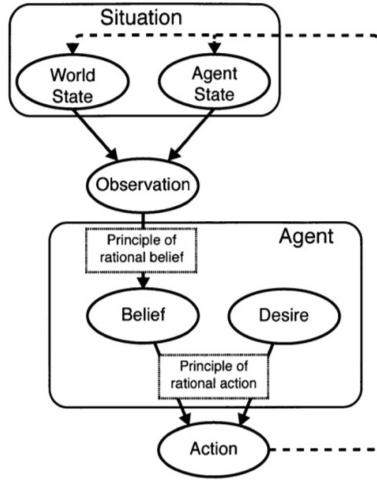 Situation
World
State
Agent
State
Observation
Agent
Principle of
rational belief
Belief
Desire
Principle of
rational action
Action